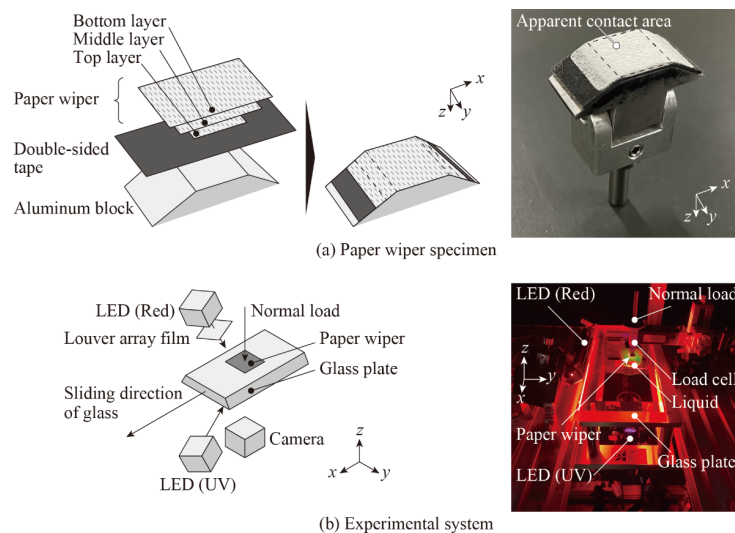 Bottom layer
Middle layer
Top layer
Paper wiper
Double-sided
tape
Aluminum block
x
z
y
Apparent contact area
x
z
y
(a) Paper wiper specimen
LED (Red)
Louver array film
Normal load
Paper wiper
Glass plate
Sliding direction
of glass
Camera
LED (UV)
z
x
y
LED (Red)
Normal load
z
y
x
Load cell
Liquid
Paper wiper
Glass plate
LED (UV)
(b) Experimental system